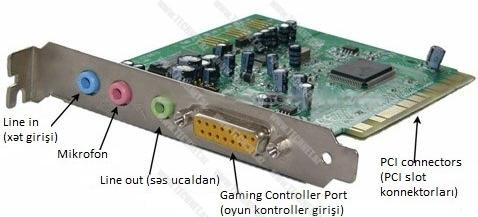 Line in
(xət girişi)
Mikrofon
Line out (səs ucaldan)
Gaming Controller Port
(oyun kontroller girişi)
PCI connectors
(PCI slot
konnektorları)